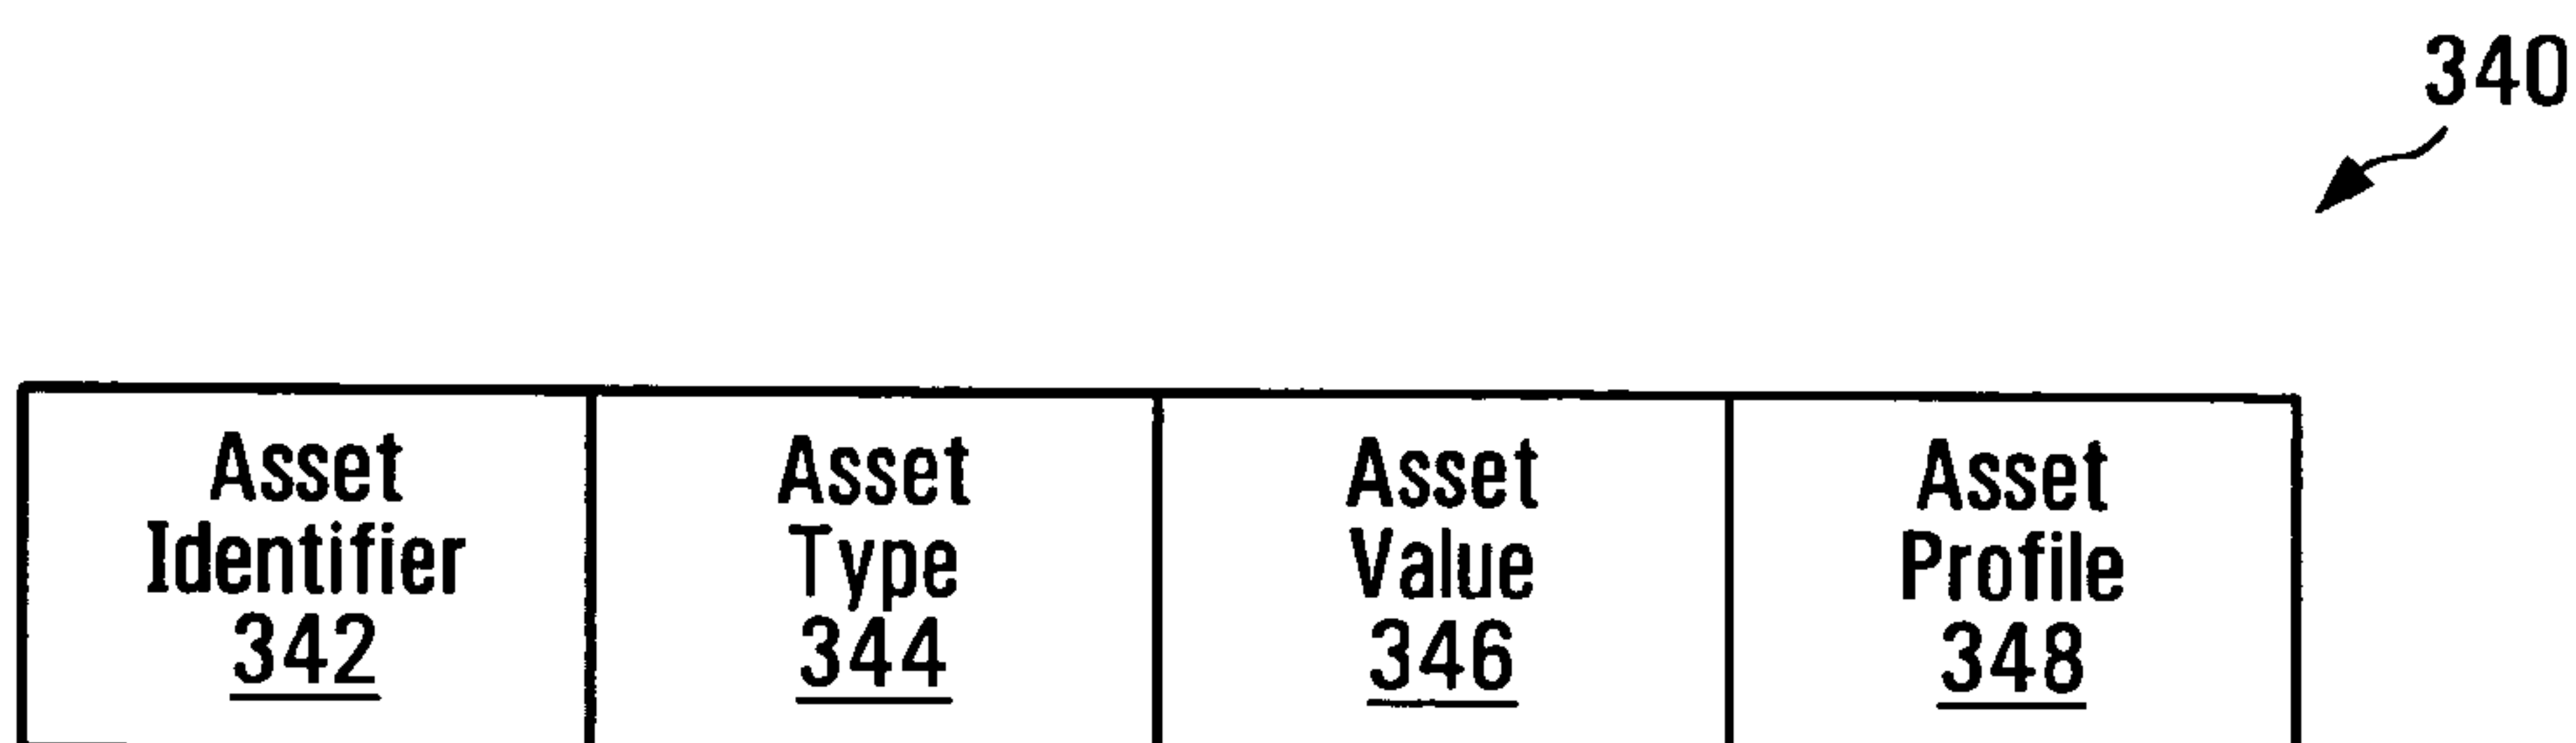 340
Asset
Identifier
342
Asset
Type
344
Asset
Value
346
Asset
Profile
348